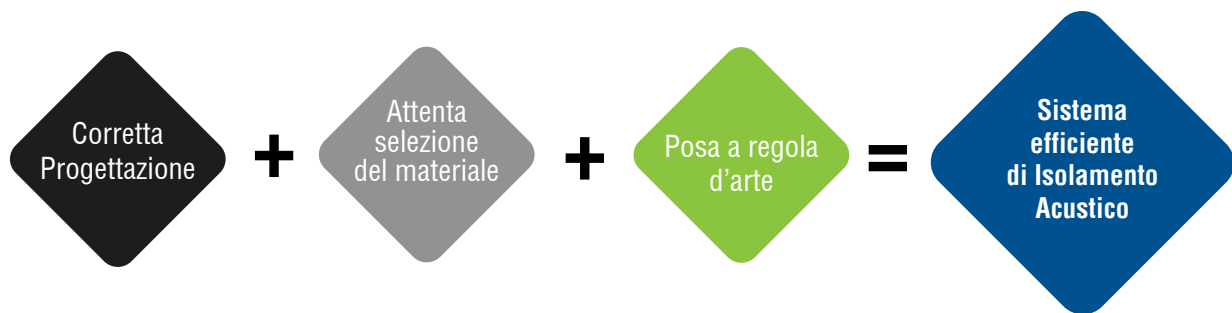 Corretta
Progettazione
+
Attenta
selezione
del materiale
+
Posa a regola
d’arte
=
Sistema
efficiente
di Isolamento
Acustico